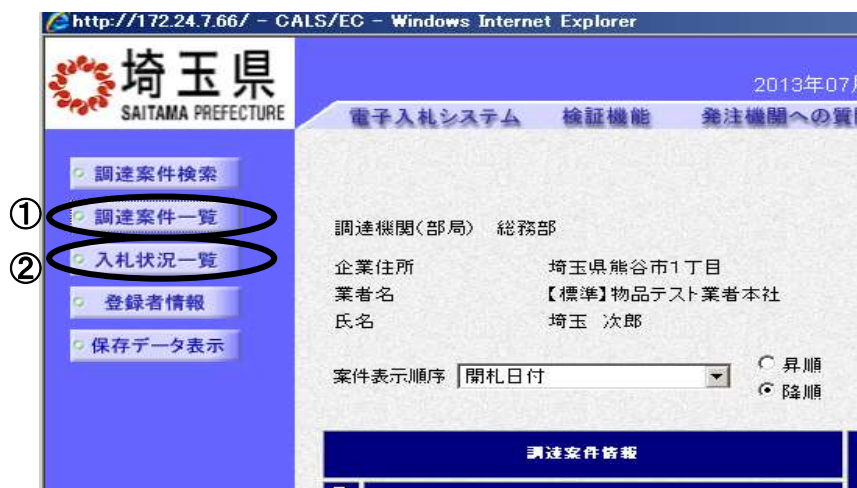 http://172.24.7.66/ - CALS/EC - Windows Internet Explorer
埼玉県
SAITAMA PREFECTURE
2013年07月
電子入札システム 検証機能 発注機関への質問
調達案件検索
① 調達案件一覧
② 入札状況一覧
登録者情報
保存データ表示
調達機関(部局) 総務部
企業住所 埼玉県熊谷市1丁目
業者名 【標準】物品テスト業者本社
氏名 埼玉 次郎
案件表示順序 開札日付
昇順
降順
調達案件情報